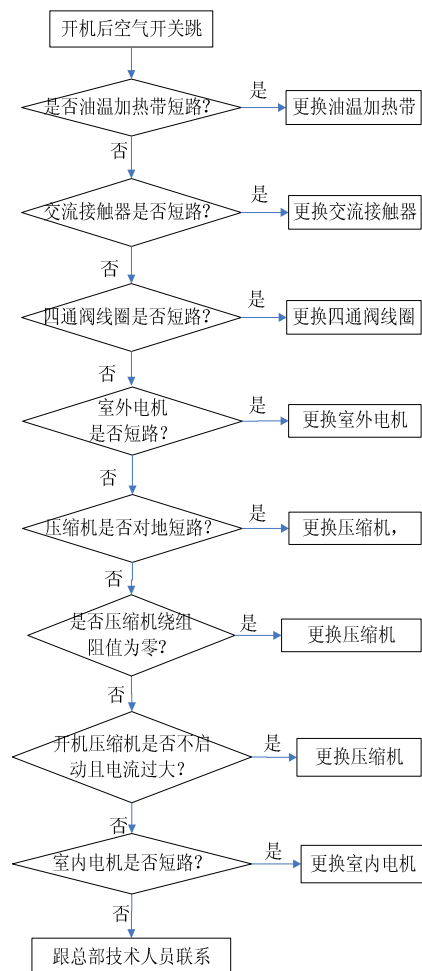 开机后空气开关跳
是否油温加热带短路？
是
更换油温加热带
否
交流接触器是否短路？
是
更换交流接触器
否
四通阀线圈是否短路？
是
更换四通阀线圈
否
室外电机
是否短路？
是
更换室外电机
否
压缩机是否对地短路？
是
更换压缩机，
否
是否压缩机绕组
阻值为零？
是
更换压缩机
否
开机压缩机是否不启
动且电流过大？
是
更换压缩机
否
室内电机是否短路？
是
更换室内电机
否
跟总部技术人员联系